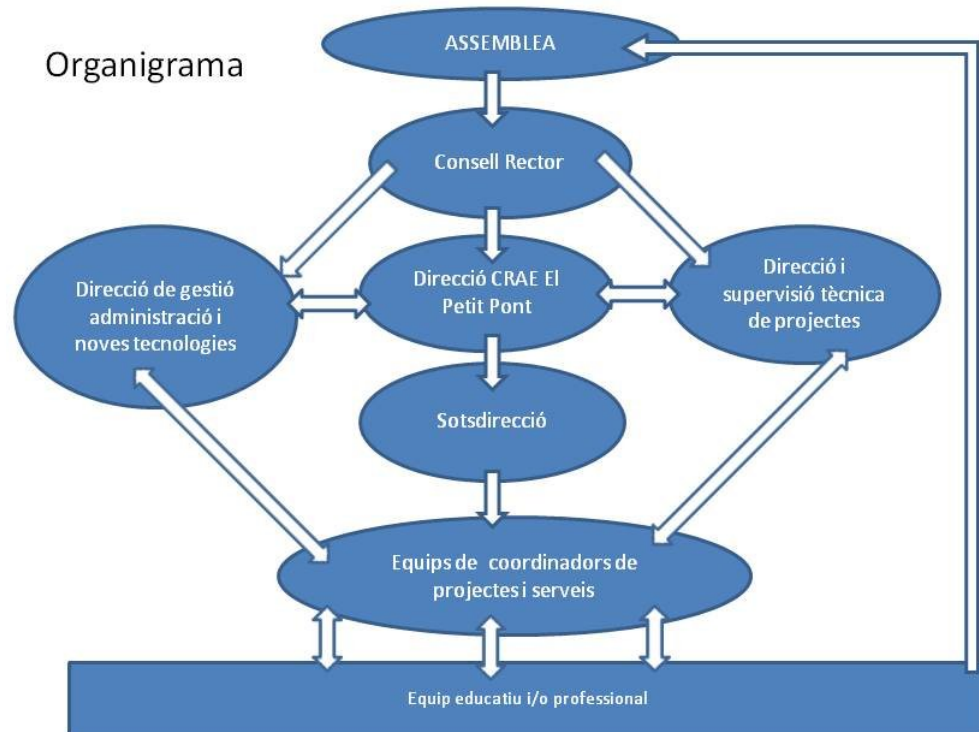 Organigrama
ASSEMBLEA
Consell Rector
Direcció de gestió
administració i
noves tecnologies
Direcció CRAE El
Petit Pont
Direcció i
supervisió tècnica
de projectes
Sotsdirecció
Equips de coordinadors de
projectes i serveis
Equip educatiu i/o professional